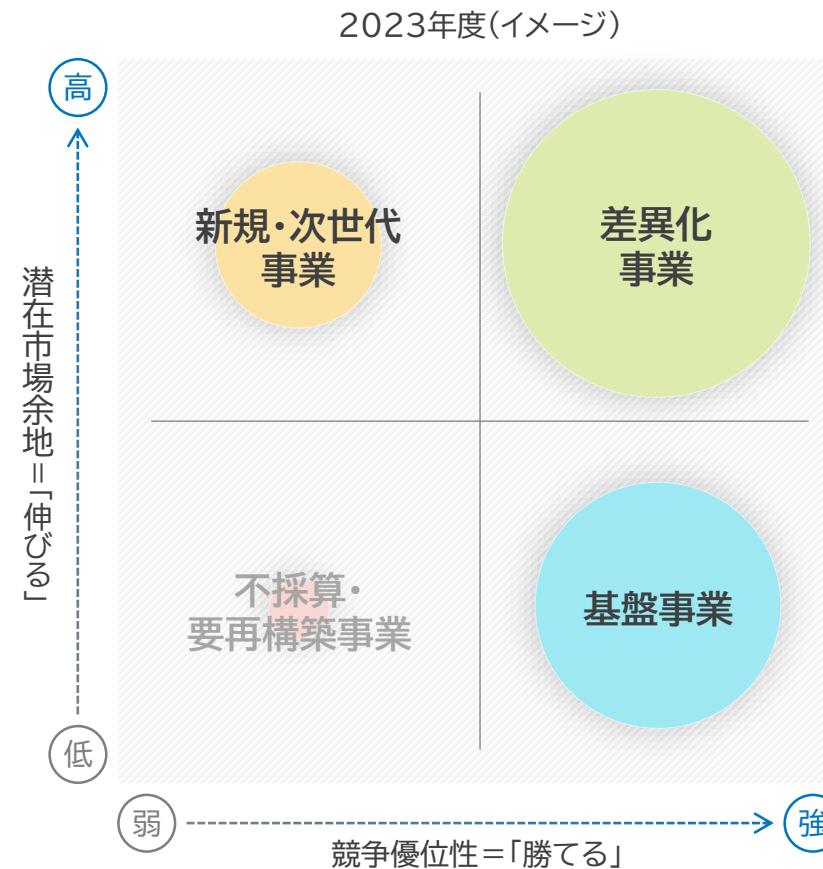 2023年度(イメージ)
高
新規・次世代
事業
差異化
事業
潜在市場余地＝「伸びる」
不採算・
要再構築事業
基盤事業
低
弱
強
競争優位性＝「勝てる」